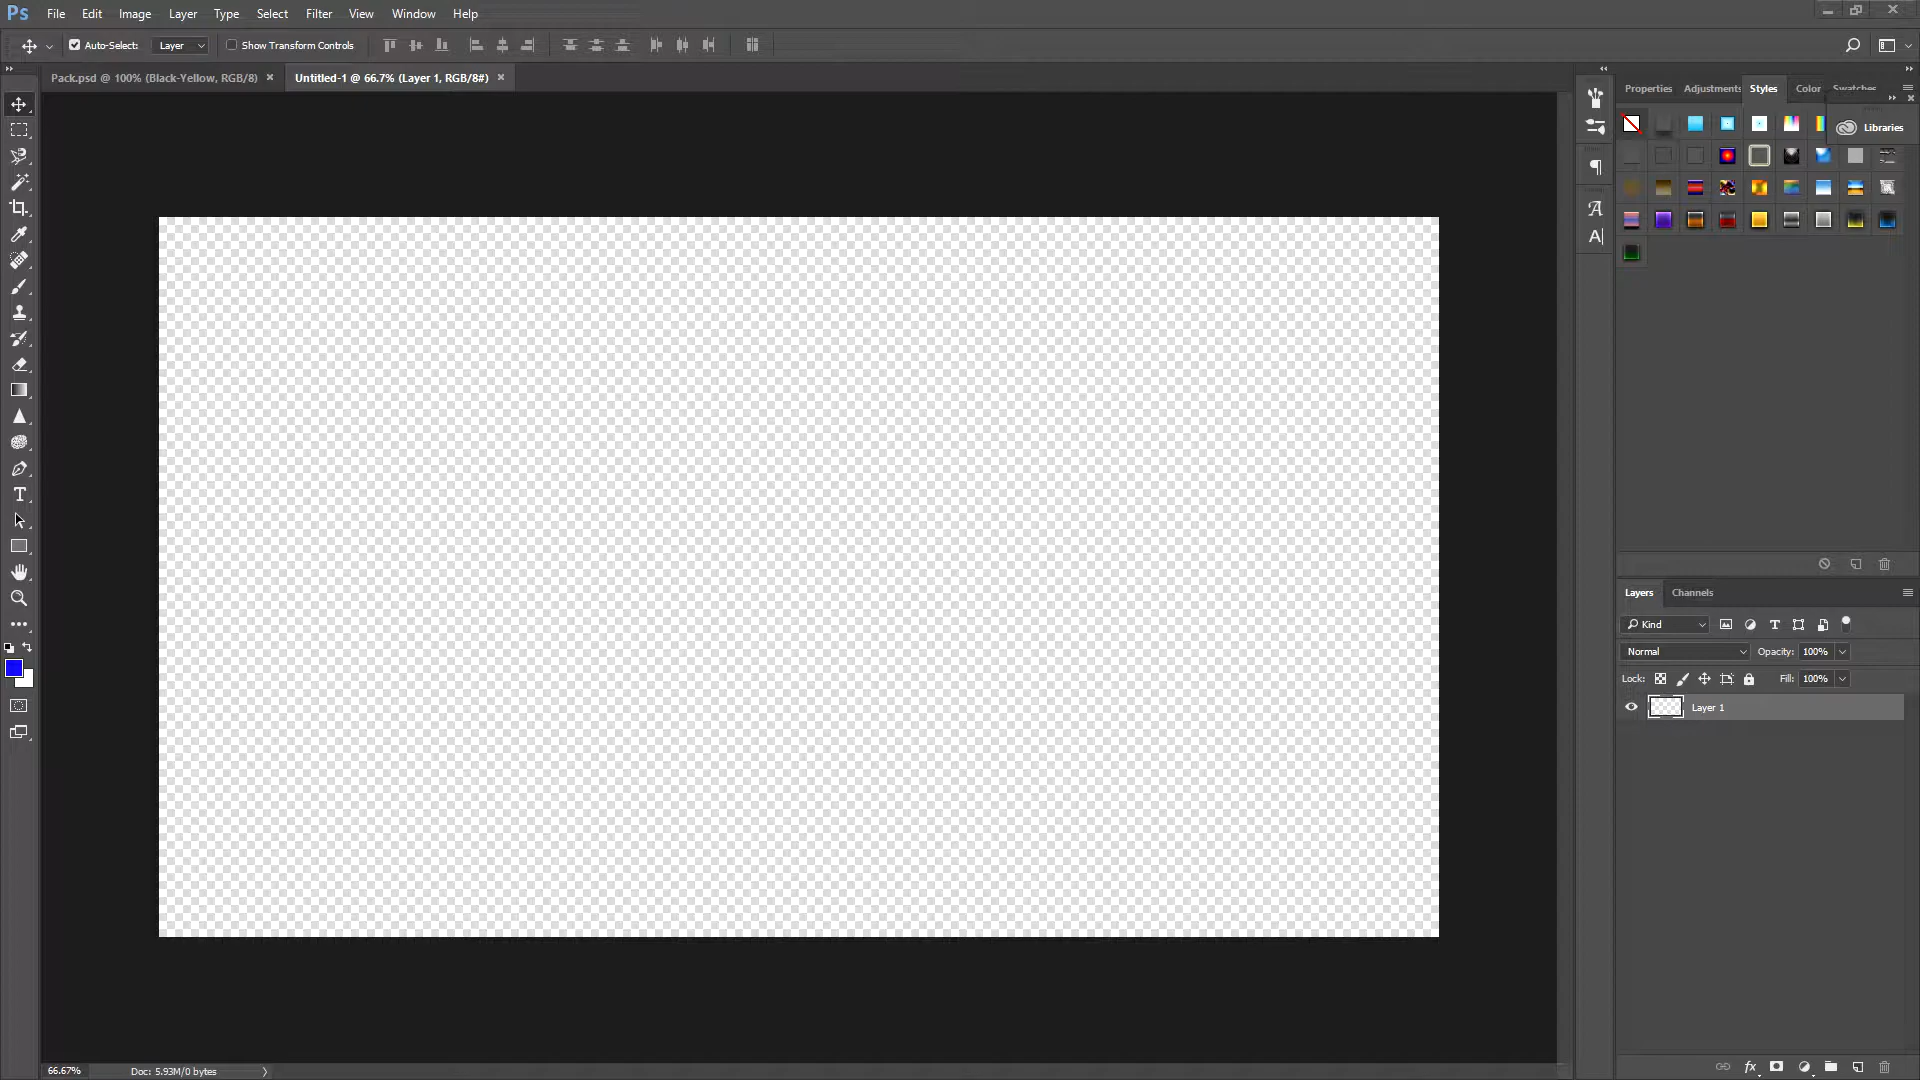 Ps File Edit Image Layer Type Select Filter View Window Help
Auto-Select: Layer Show Transform Controls
Pack.psd @ 100% (Black-Yellow, RGB/8) × Untitled-1 @ 66.7% (Layer 1, RGB/8#) ×
Properties Adjustments Styles Color Swatches
Libraries
Layers Channels
Kind
Normal Opacity: 100%
Lock: Fill: 100%
Layer 1
66.67% Doc: 5.93M/0 bytes